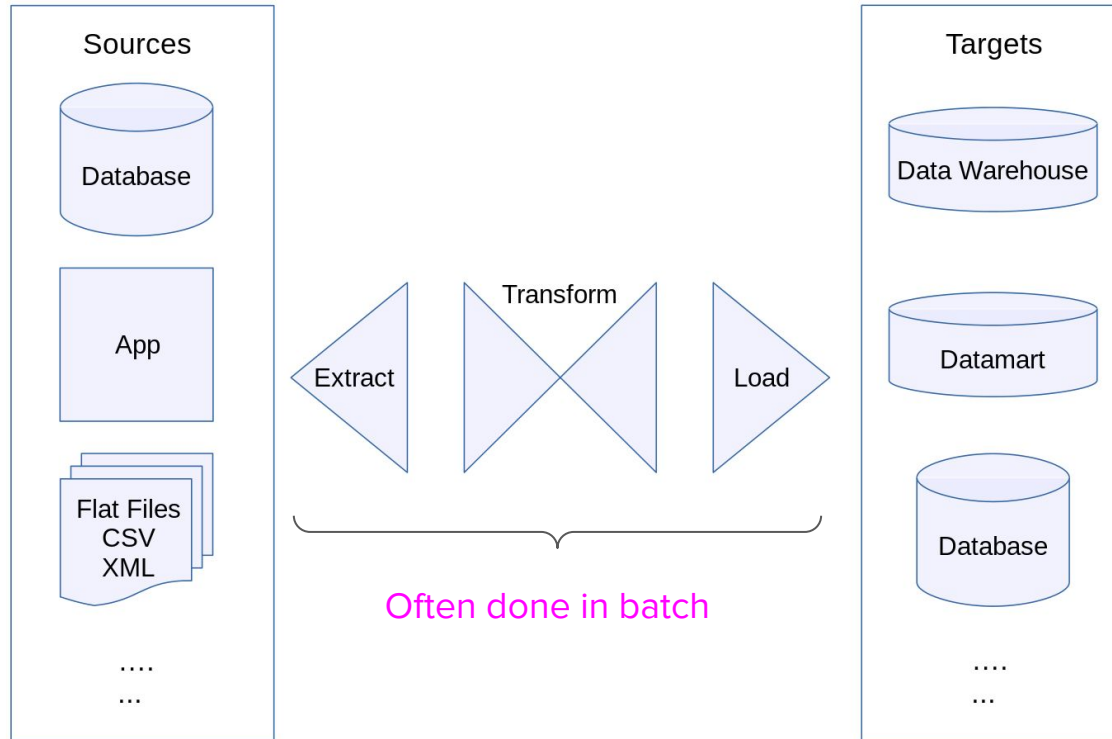 Sources
Database
App
Flat Files
CSV
XML
....
...
Extract
Transform
Load
Often done in batch
Targets
Data Warehouse
Datamart
Database
....
...